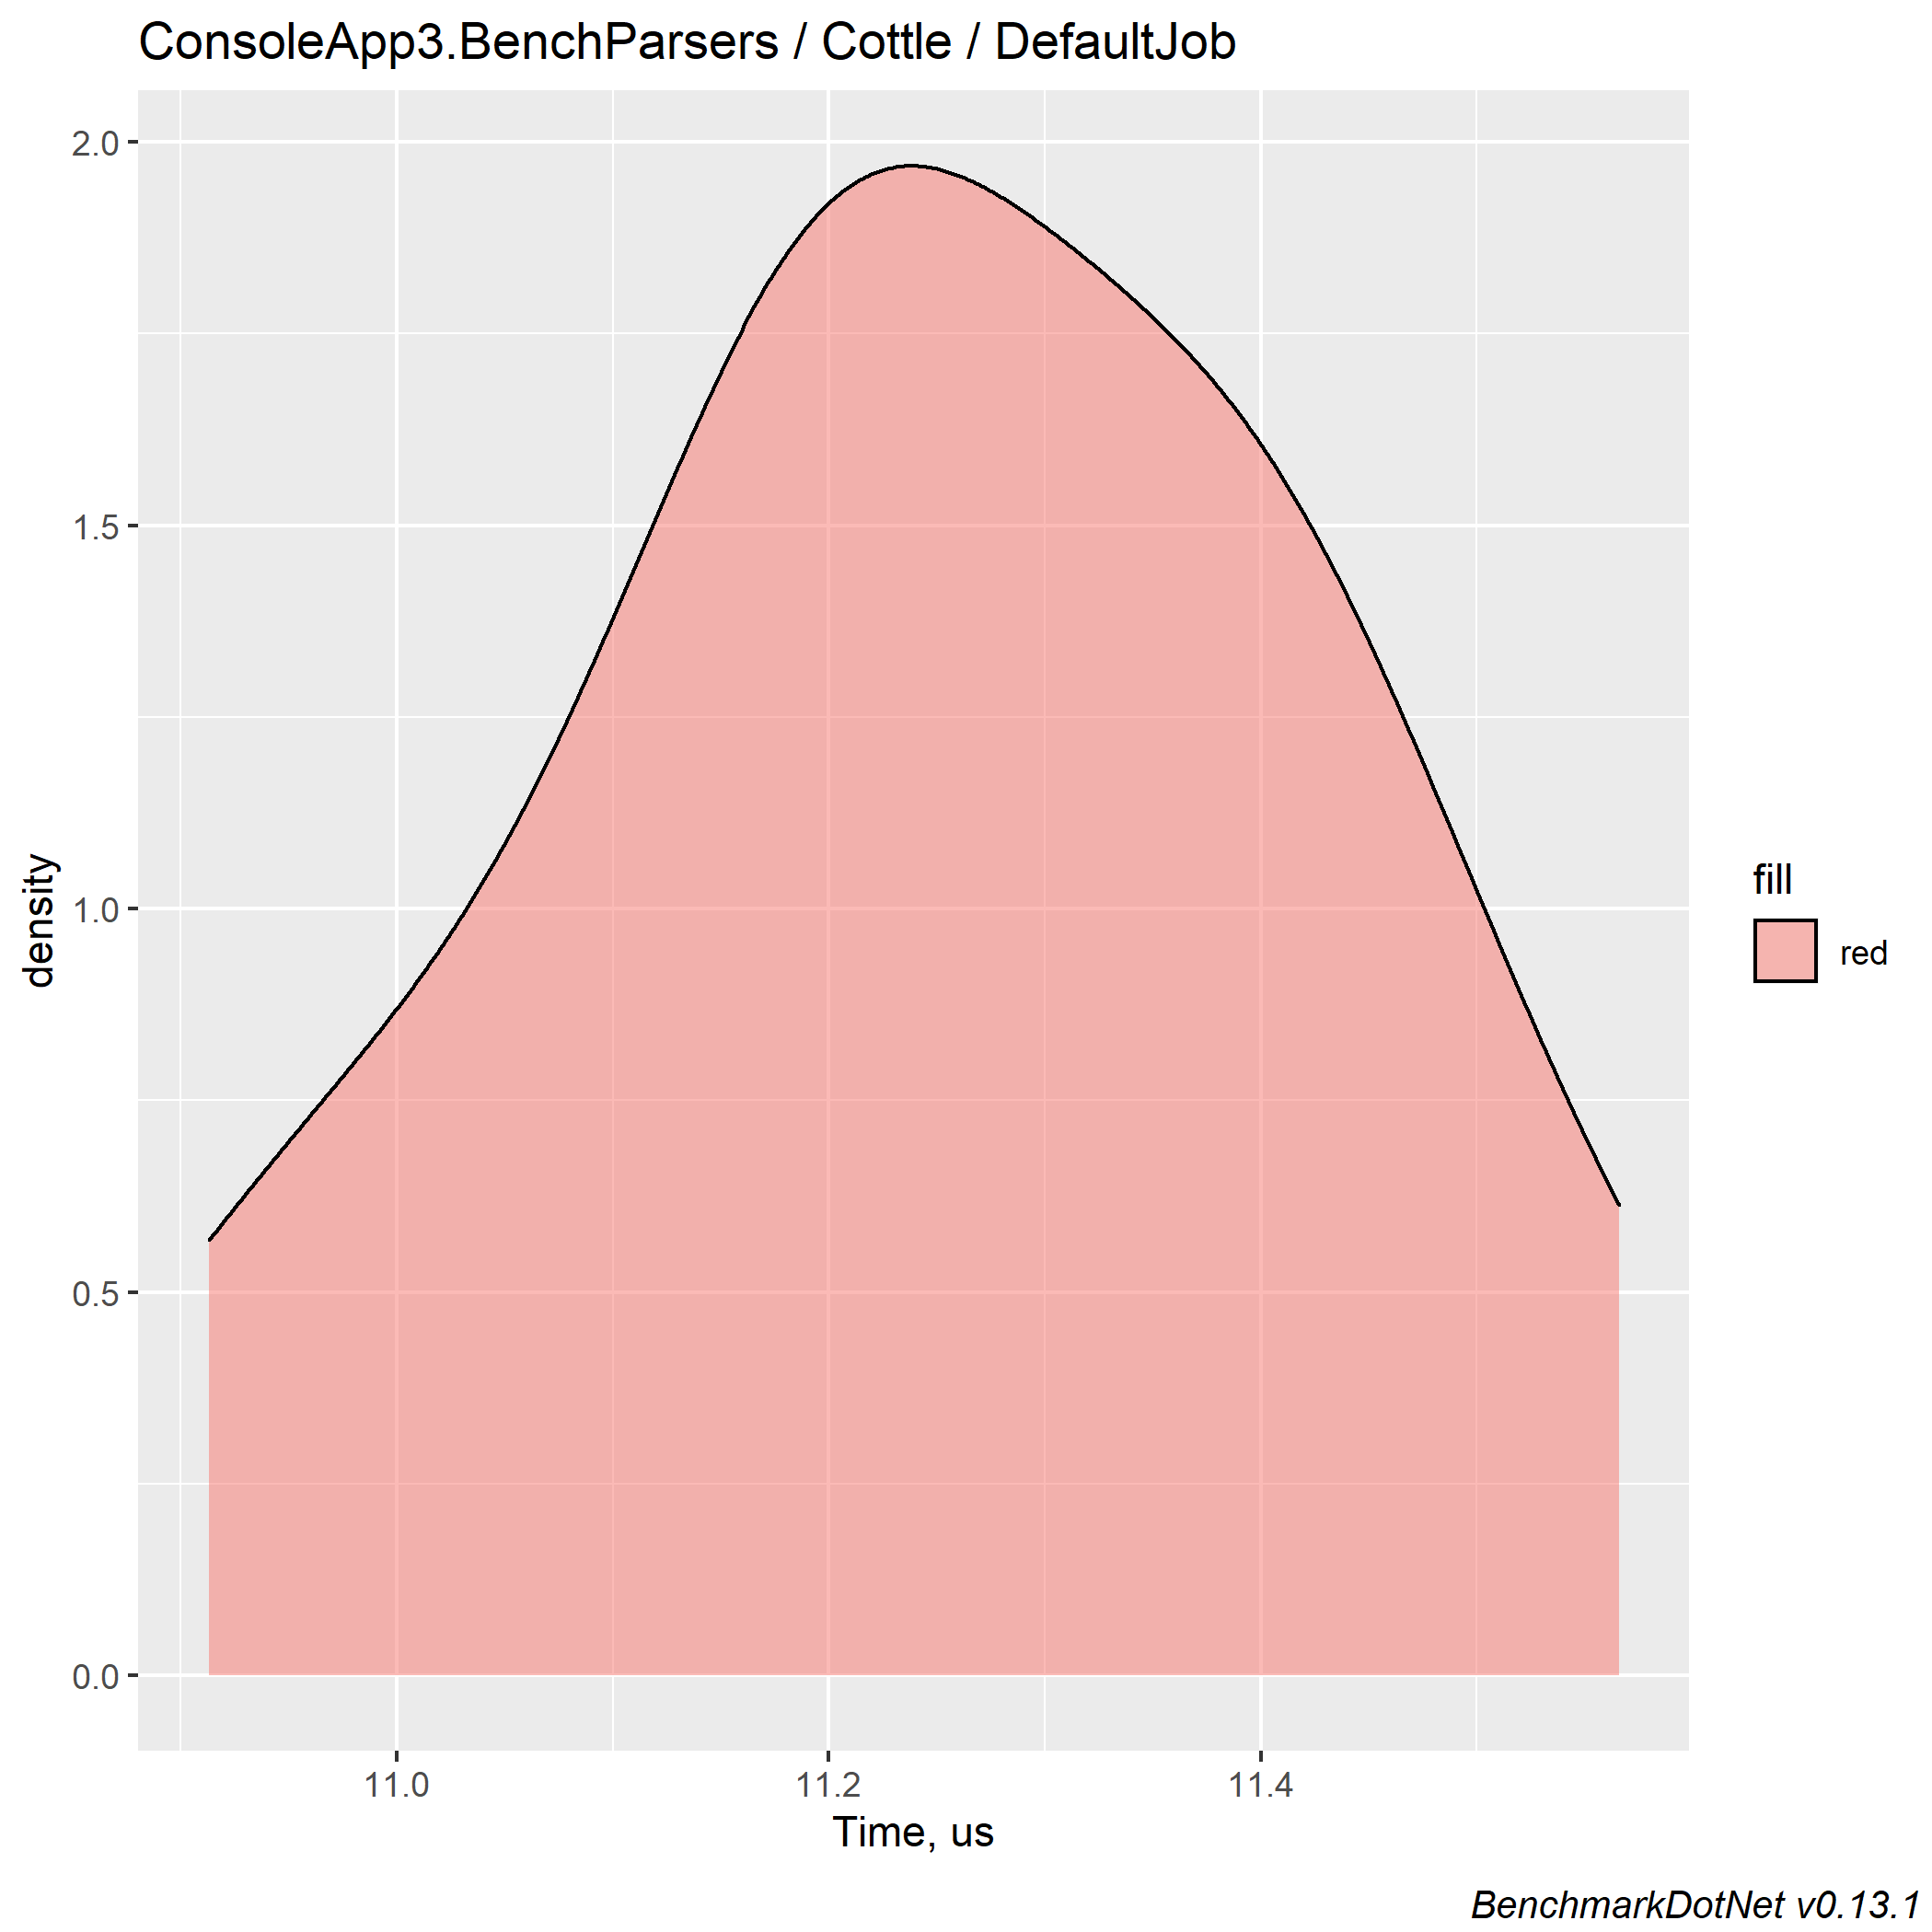 ConsoleApp3.BenchParsers / Cottle / DefaultJob
2.0
1.5
1.0
0.5
0.0
density
11.0
11.2
11.4
Time, us
fill
red
BenchmarkDotNet v0.13.1